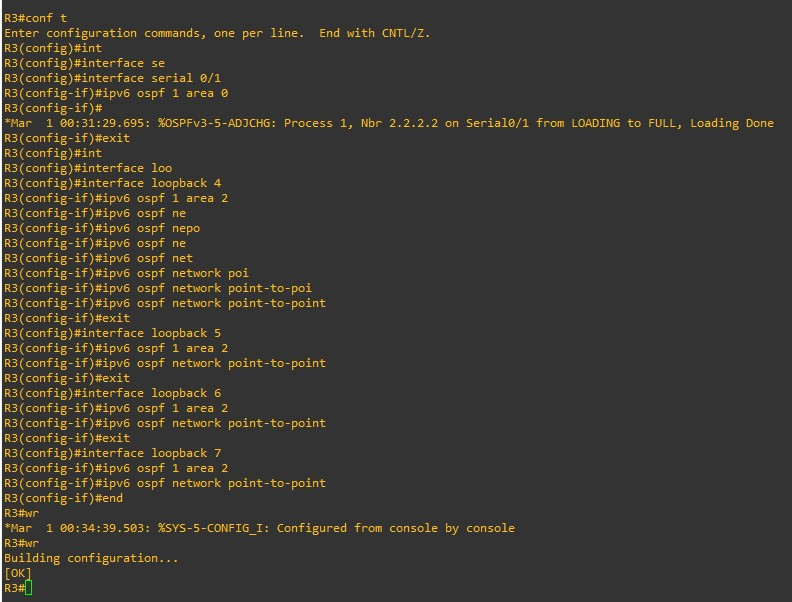 R3#conf t
Enter configuration commands, one per line.  End with CNTL/Z.
R3(config)#int
R3(config)#interface se
R3(config)#interface serial 0/1
R3(config-if)#ipv6 ospf 1 area 0
R3(config-if)#
*Mar  1 00:31:29.695: %OSPFv3-5-ADJCHG: Process 1, Nbr 2.2.2.2 on Serial0/1 from LOADING to FULL, Loading Done
R3(config-if)#exit
R3(config)#int
R3(config)#interface loo
R3(config)#interface loopback 4
R3(config-if)#ipv6 ospf 1 area 2
R3(config-if)#ipv6 ospf ne
R3(config-if)#ipv6 ospf nepo
R3(config-if)#ipv6 ospf ne
R3(config-if)#ipv6 ospf net
R3(config-if)#ipv6 ospf network poi
R3(config-if)#ipv6 ospf network point-to-poi
R3(config-if)#ipv6 ospf network point-to-point
R3(config-if)#exit
R3(config)#interface loopback 5
R3(config-if)#ipv6 ospf 1 area 2
R3(config-if)#ipv6 ospf network point-to-point
R3(config-if)#exit
R3(config)#interface loopback 6
R3(config-if)#ipv6 ospf 1 area 2
R3(config-if)#ipv6 ospf network point-to-point
R3(config-if)#exit
R3(config)#interface loopback 7
R3(config-if)#ipv6 ospf 1 area 2
R3(config-if)#ipv6 ospf network point-to-point
R3(config-if)#end
R3#wr
*Mar  1 00:34:39.503: %SYS-5-CONFIG_I: Configured from console by console
R3#wr
Building configuration...
[OK]
R3#